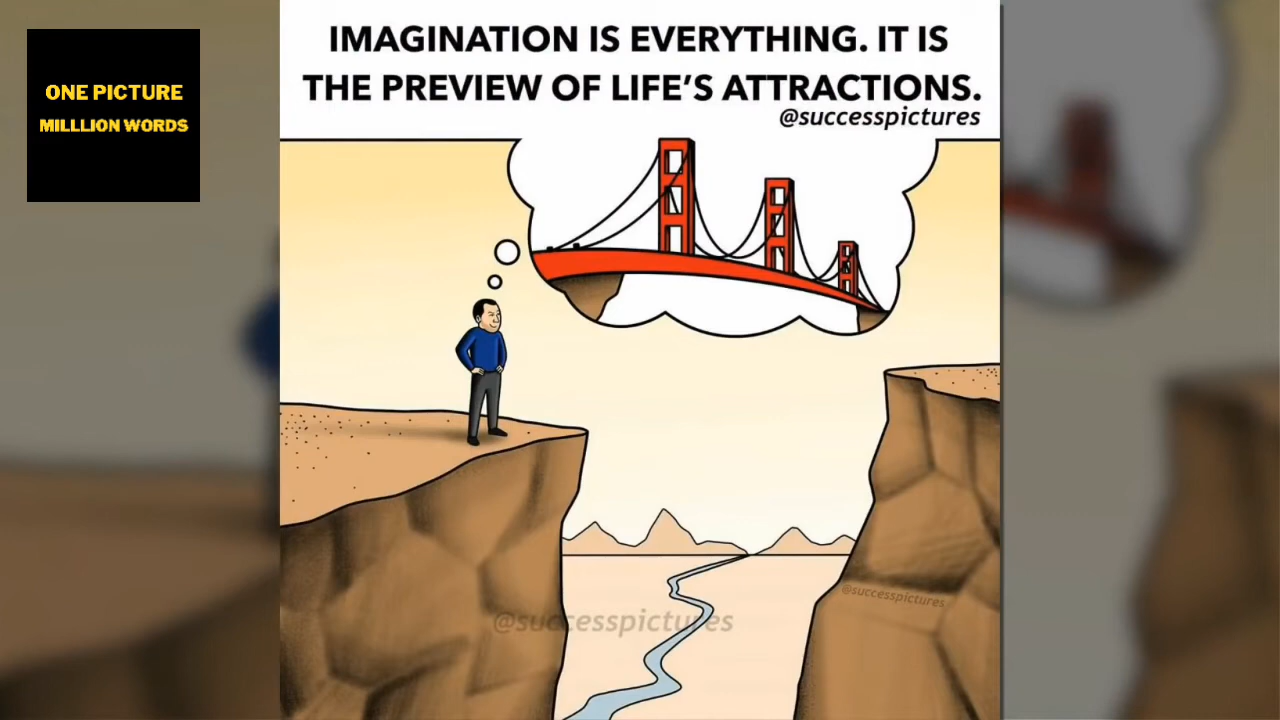 ONE PICTURE
MILLLION WORDS
IMAGINATION IS EVERYTHING. IT IS
THE PREVIEW OF LIFE'S ATTRACTIONS.
@successpictures
@successpictures
@successpictures